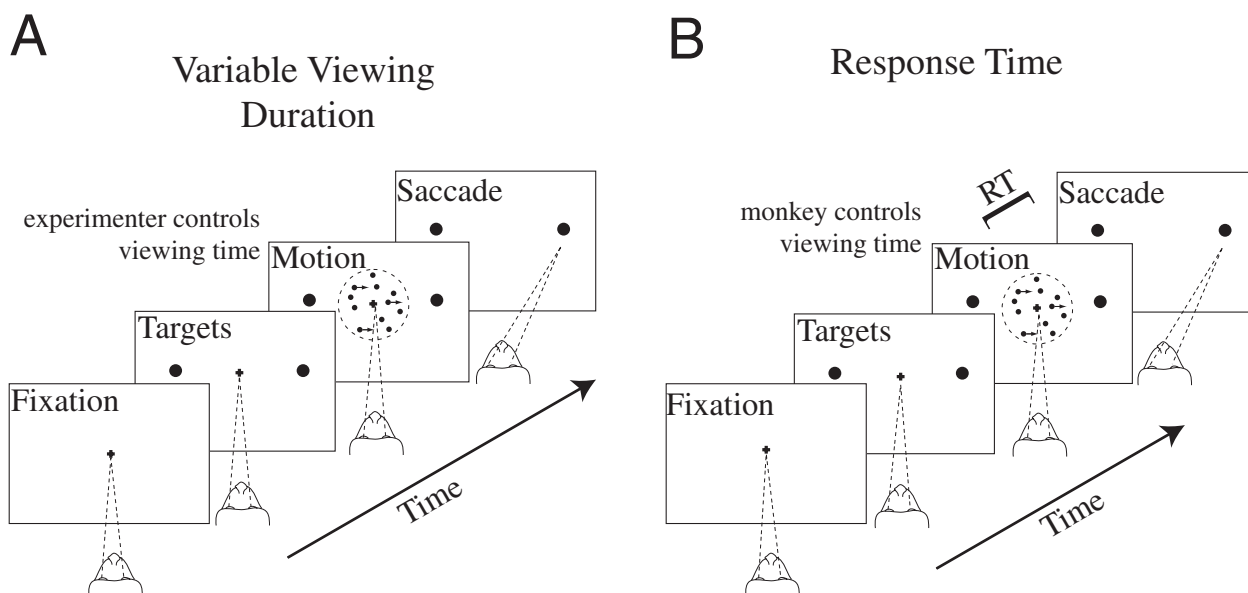 A
Variable Viewing
Duration
experimenter controls
viewing time
Fixation
Targets
Motion
Saccade
Time
B
Response Time
monkey controls
viewing time
RT
Fixation
Targets
Motion
Saccade
Time